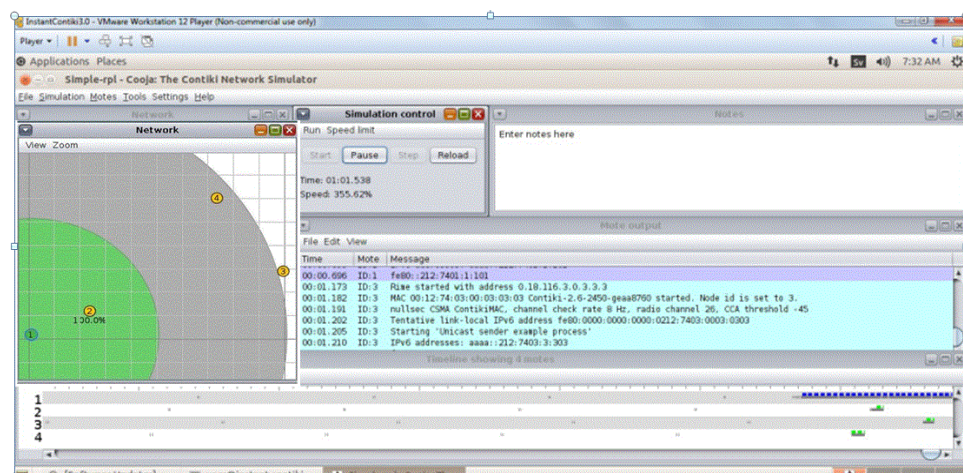 InstantContiki3.0 - VMware Workstation 12 Player (Non-commercial use only)
Player
Applications Places
Sv
7:32 AM
Simple-rpl - Cooja: The Contiki Network Simulator
File Simulation Motes Tools Settings Help
Network
Network
View Zoom
4
3
2
100.0%
1
Simulation control
Run Speed limit
Start Pause Step Reload
Time: 01:01.538
Speed: 355.62%
Notes
Enter notes here
Mote output
File Edit View
Time Mote Message
00:00.696 ID:1 fe80::212:7401:1:101
00:01.173 ID:3 Rime started with address 0.18.116.3.0.3.3.3
00:01.182 ID:3 MAC 00:12:74:03:00:03:03:03 Contiki-2.6-2450-geaa8760 started. Node id is set to 3.
00:01.191 ID:3 nullsec CSMA ContikiMAC, channel check rate 8 Hz, radio channel 26, CCA threshold -45
00:01.202 ID:3 Tentative link-local IPv6 address fe80:0000:0000:0000:0212:7403:0003:0303
00:01.205 ID:3 Starting 'Unicast sender example process'
00:01.210 ID:3 IPv6 addresses: aaaa::212:7403:3:303
Timeline showing 4 motes
1
2
3
4